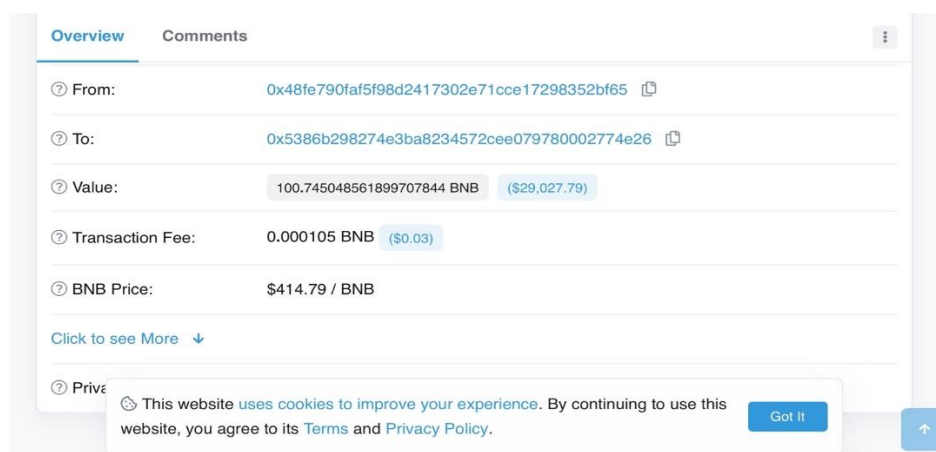 Overview Comments
From: 0x48fe790faf5f98d2417302e71cce17298352bf65
To: 0x5386b298274e3ba8234572cee079780002774e26
Value: 100.745048561899707844 BNB ($29,027.79)
Transaction Fee: 0.000105 BNB ($0.03)
BNB Price: $414.79 / BNB
Click to see More
Priva
This website uses cookies to improve your experience. By continuing to use this
website, you agree to its Terms and Privacy Policy.
Got It